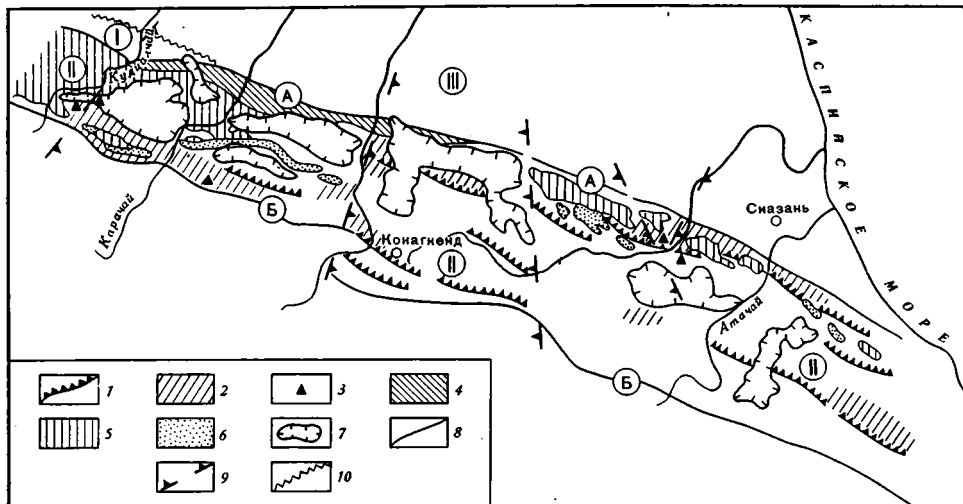 КАСПИЙСКОЕ МОРЕ
I
II
Кудиалчай
А
III
Б
Карачай
Конагкенд
II
А
Сиазань
Атачай
II
Б
1
2
3
4
5
6
7
8
9
10